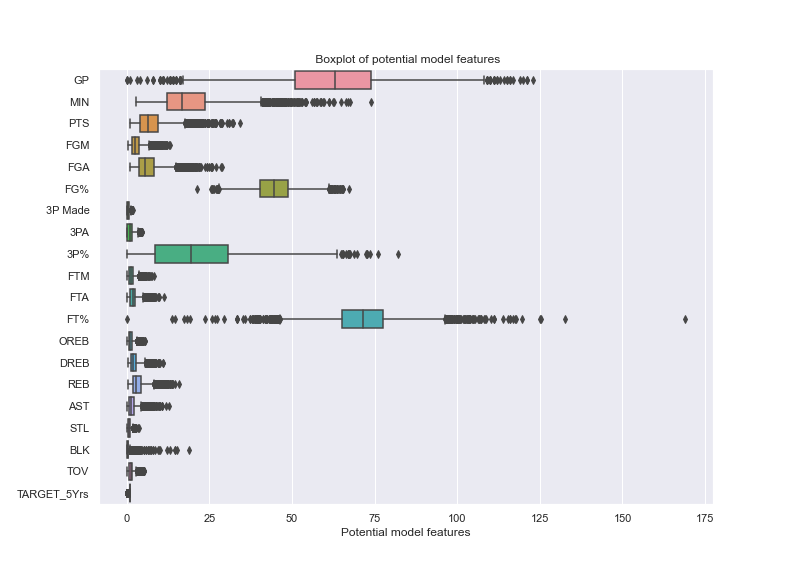 Boxplot of potential model features
GP
MIN
PTS
FGM
FGA
FG%
3P Made
3PA
3P%
FTM
FTA
FT%
OREB
DREB
REB
AST
STL
BLK
TOV
TARGET_5Yrs
0 25 50 75 100 125 150 175
Potential model features